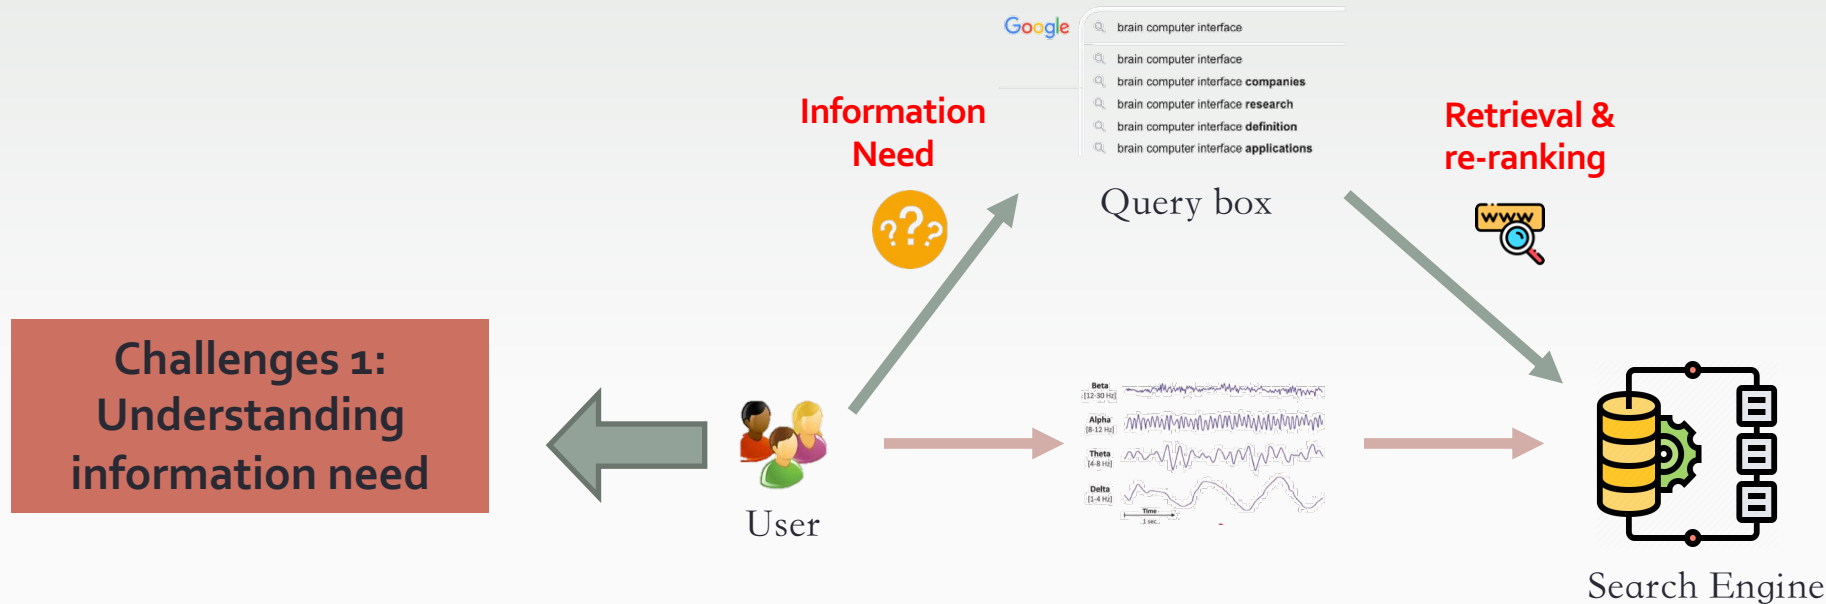 Google
brain computer interface
brain computer interface
brain computer interface companies
brain computer interface research
brain computer interface definition
brain computer interface applications
Information
Need
???
Query box
Retrieval &
re-ranking
www
Challenges 1:
Understanding
information need
User
Beta
[12-30 Hz]
Alpha
[8-12 Hz]
Theta
[4-8 Hz]
Delta
[1-4 Hz]
Time
1 sec.
Search Engine